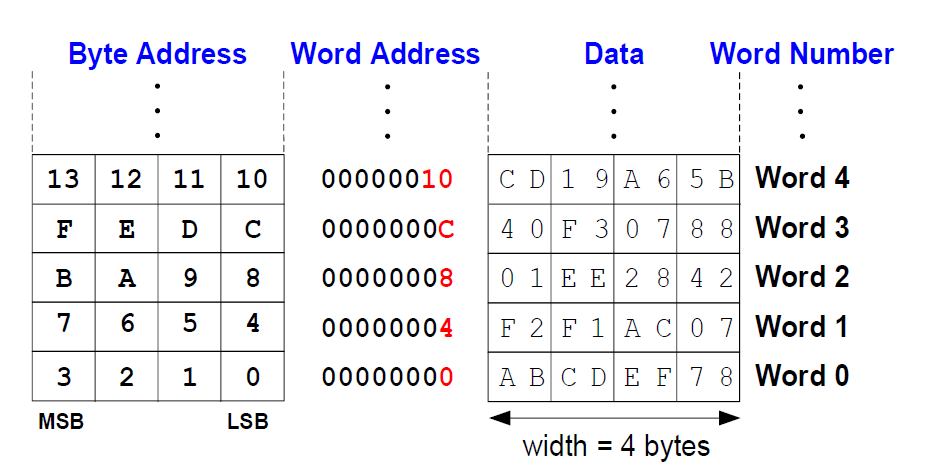 Byte Address Word Address Data Word Number
13 12 11 10 00000010 CD 19 A6 5B Word 4
F E D C 0000000C 40 F3 07 88 Word 3
B A 9 8 00000008 01 EE 28 42 Word 2
7 6 5 4 00000004 F2 F1 AC 07 Word 1
3 2 1 0 00000000 AB CD EF 78 Word 0
MSB LSB
width = 4 bytes